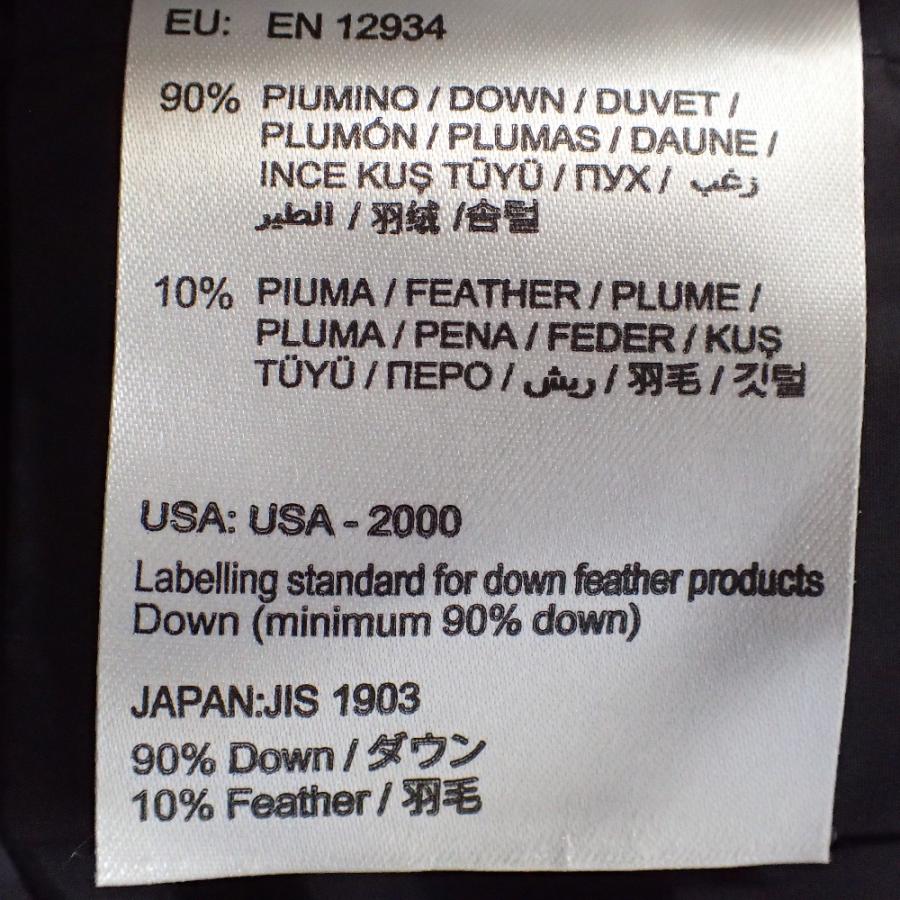 EU: EN 12934
90% PIUMINO / DOWN / DUVET /
PLUMÓN / PLUMAS / DAUNE /
INCE KUŞ TÜYÜ / ПУХ / زغب
الطير / 羽绒 /솜털
10% PIUMA / FEATHER / PLUME /
PLUMA / PENA / FEDER / KUŞ
TÜYÜ / ПЕРО / ريش / 羽毛 / 깃털
USA: USA - 2000
Labelling standard for down feather products
Down (minimum 90% down)
JAPAN:JIS 1903
90% Down / ダウン
10% Feather / 羽毛